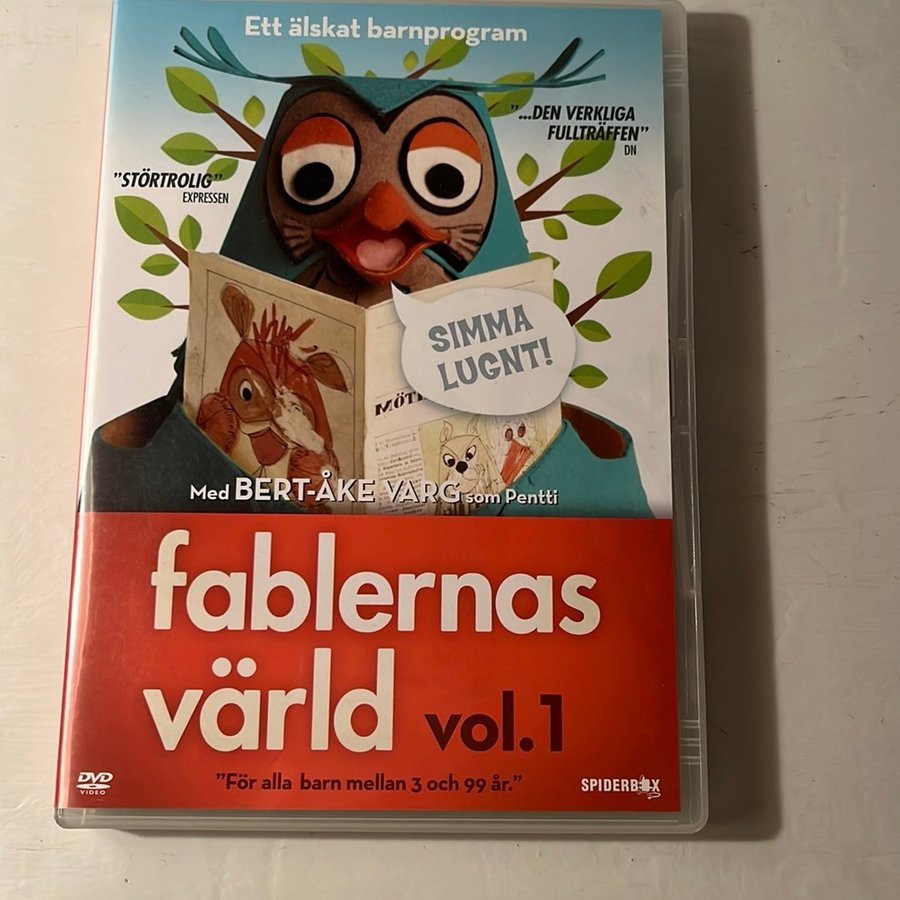 Ett älskat barnprogram
"...DEN VERKLIGA
FULLTRÄFFEN"
DN
"STÖRTROLIG"
EXPRESSEN
SIMMA
LUGNT!
Med BERT-ÅKE VARG som Pentti
fablernas
värld vol.1
"För alla barn mellan 3 och 99 år."
DVD
VIDEO
SPIDERBOX